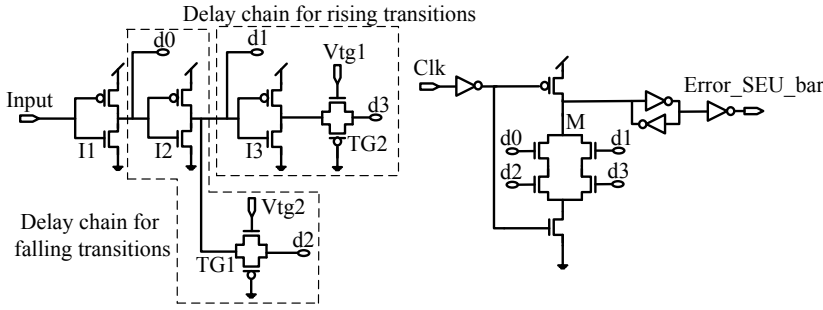 Delay chain for rising transitions
d0
d1
Vtg1
Clk
Error_SEU_bar
Input
d3
M
d0
d1
I1
I2
I3
TG2
d2
d3
Delay chain for
falling transitions
Vtg2
TG1
d2